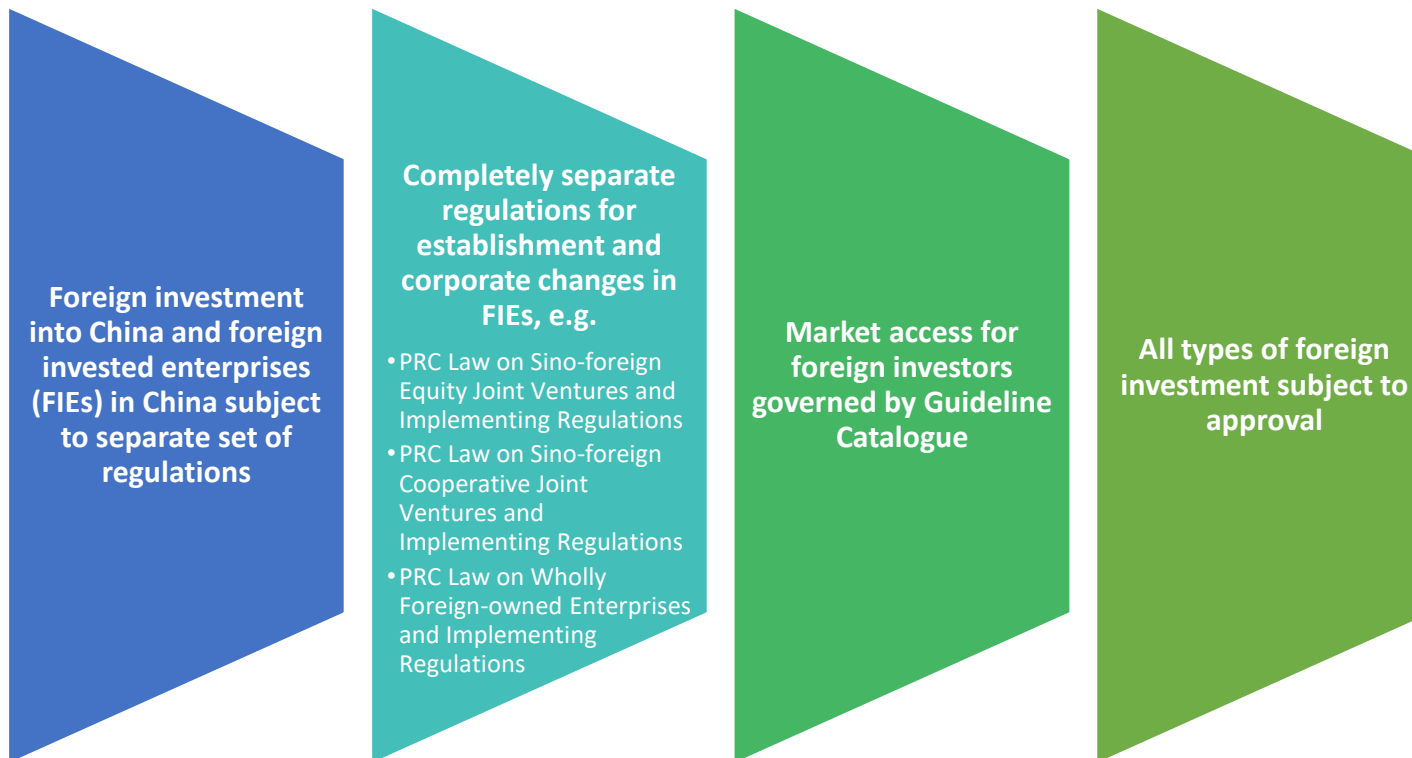 Foreign investment
into China and foreign
invested enterprises
(FIEs) in China subject
to separate set of
regulations
Completely separate
regulations for
establishment and
corporate changes in
FIEs, e.g.
•PRC Law on Sino-foreign
Equity Joint Ventures and
Implementing Regulations
•PRC Law on Sino-foreign
Cooperative Joint
Ventures and
Implementing Regulations
•PRC Law on Wholly
Foreign-owned Enterprises
and Implementing
Regulations
Market access for
foreign investors
governed by Guideline
Catalogue
All types of foreign
investment subject to
approval